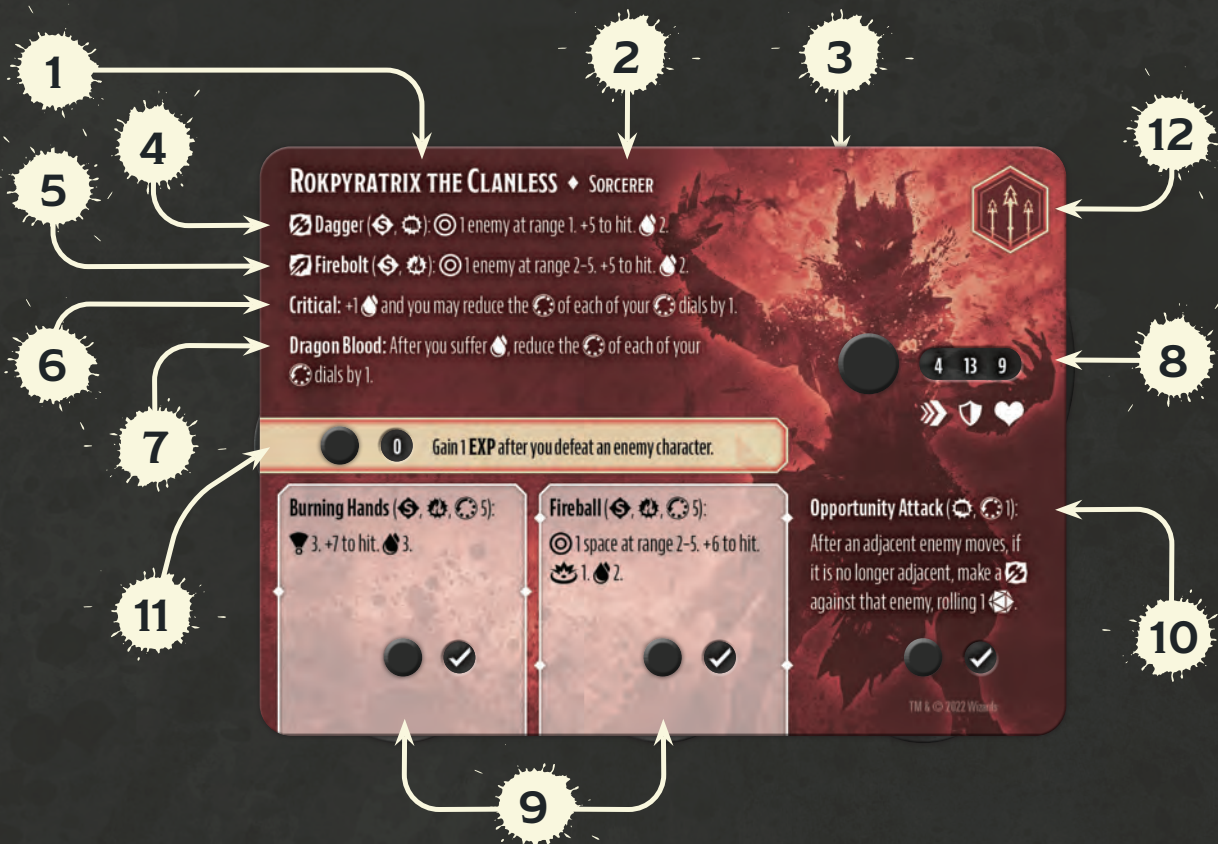 1
2
3
4
12
5
ROKPYRATRIX THE CLANLESS ♦ SORCERER
Dagger ( , ): 1 enemy at range 1. +5 to hit. 2.
Firebolt ( , ): 1 enemy at range 2–5. +5 to hit. 2.
Critical: +1 and you may reduce the of each of your dials by 1.
6
Dragon Blood: After you suffer , reduce the of each of your
dials by 1.
4 13 9
8
7
0 Gain 1 EXP after you defeat an enemy character.
Burning Hands ( , , 5):
3. +7 to hit. 3.
Fireball ( , , 5):
1 space at range 2–5. +6 to hit.
1. 2.
Opportunity Attack ( , 1):
After an adjacent enemy moves, if
it is no longer adjacent, make a
against that enemy, rolling 1 .
11
10
TM & © 2022 Wizards
9